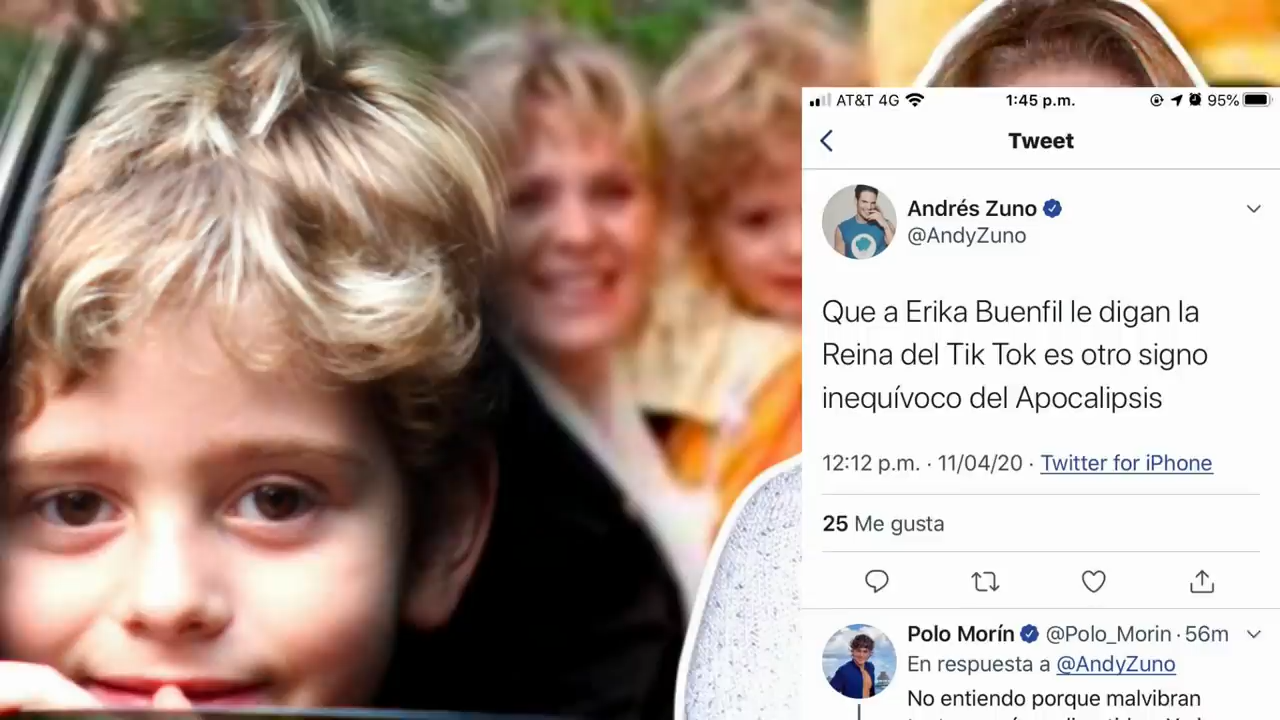 AT&T 4G 1:45 p.m. 95%
Tweet
Andrés Zuno
@AndyZuno
Que a Erika Buenfil le digan la
Reina del Tik Tok es otro signo
inequívoco del Apocalipsis
12:12 p.m. · 11/04/20 · Twitter for iPhone
25 Me gusta
Polo Morín @Polo_Morin · 56m
En respuesta a @AndyZuno
No entiendo porque malvibran